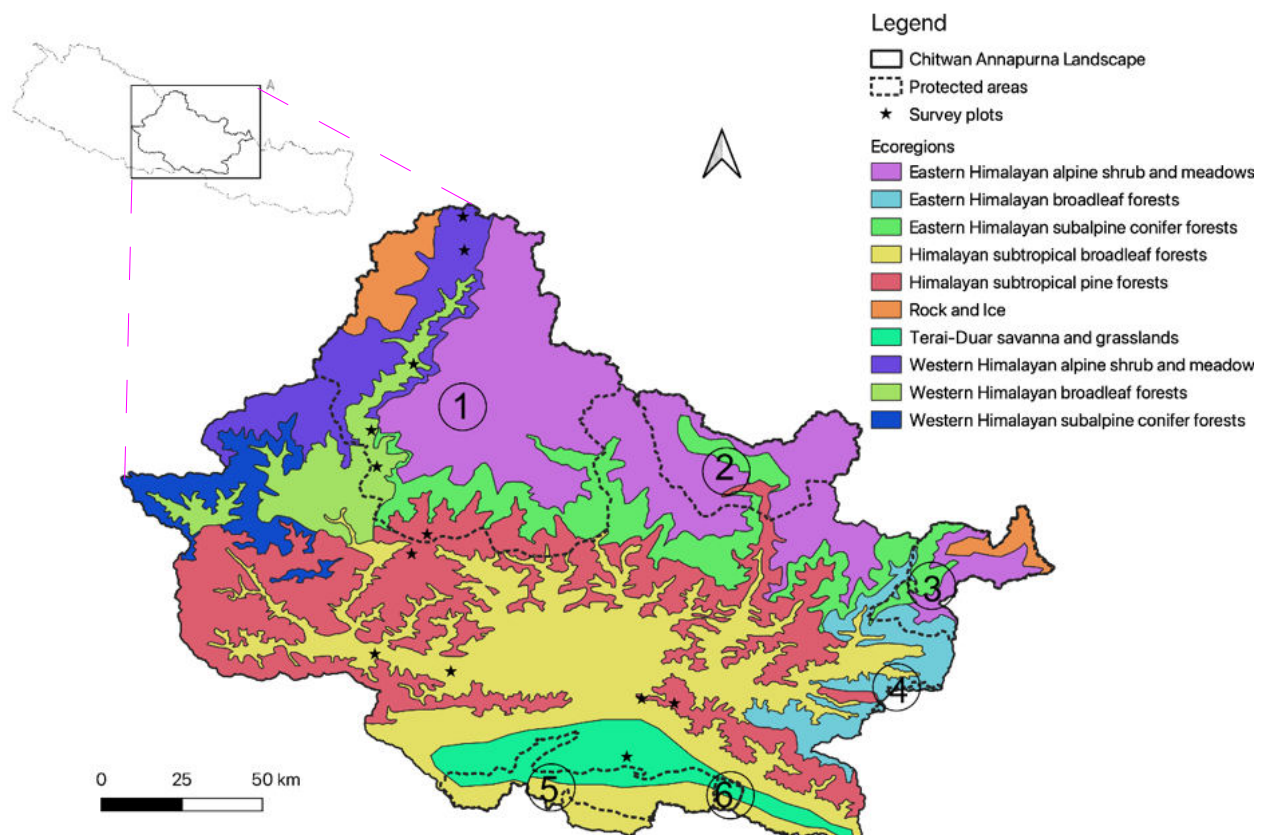 A
Legend
Chitwan Annapurna Landscape
Protected areas
Survey plots
Ecoregions
Eastern Himalayan alpine shrub and meadows
Eastern Himalayan broadleaf forests
Eastern Himalayan subalpine conifer forests
Himalayan subtropical broadleaf forests
Himalayan subtropical pine forests
Rock and Ice
Terai-Duar savanna and grasslands
Western Himalayan alpine shrub and meadow
Western Himalayan broadleaf forests
Western Himalayan subalpine conifer forests
1
2
3
4
5
6
0 25 50 km